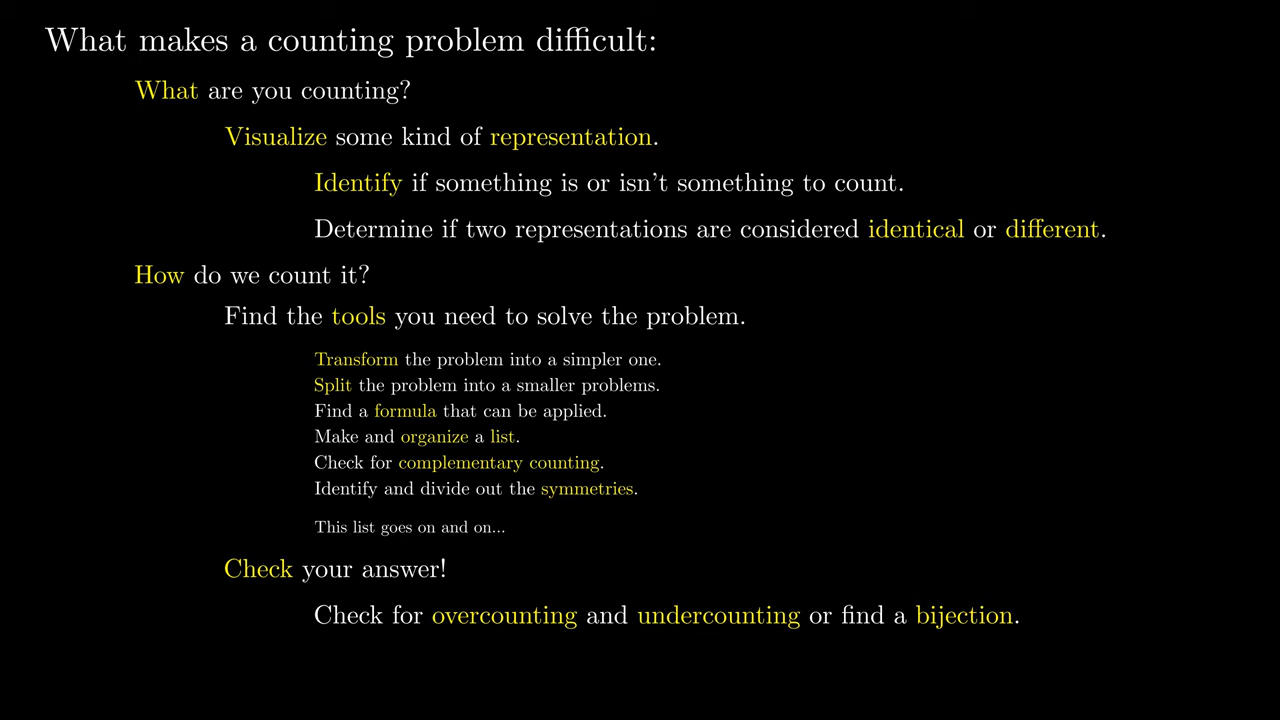 What makes a counting problem difficult:
What are you counting?
Visualize some kind of representation.
Identify if something is or isn't something to count.
Determine if two representations are considered identical or different.
How do we count it?
Find the tools you need to solve the problem.
Transform the problem into a simpler one.
Split the problem into a smaller problems.
Find a formula that can be applied.
Make and organize a list.
Check for complementary counting.
Identify and divide out the symmetries.
This list goes on and on...
Check your answer!
Check for overcounting and undercounting or find a bijection.